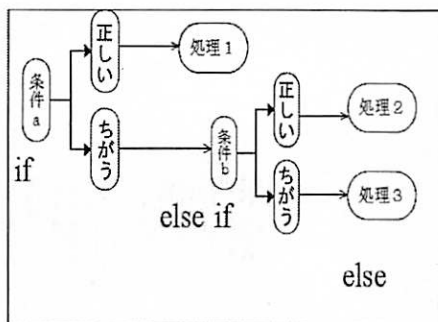 条件a
正しい
処理1
ちがう
条件b
正しい
処理2
ちがう
処理3
if
else if
else